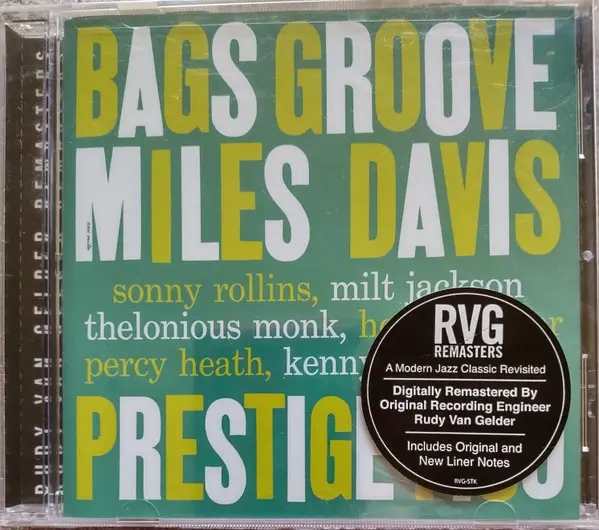 BAGS GROOVE
MILES DAVIS
sonny rollins, milt jackson
thelonious monk,
percy heath, kenny
PRESTIGE
RVG
REMASTERS
A Modern Jazz Classic Revisited
Digitally Remastered By
Original Recording Engineer
Rudy Van Gelder
Includes Original and
New Liner Notes
RVG-STK
RUDY VAN GELDER REMASTERS